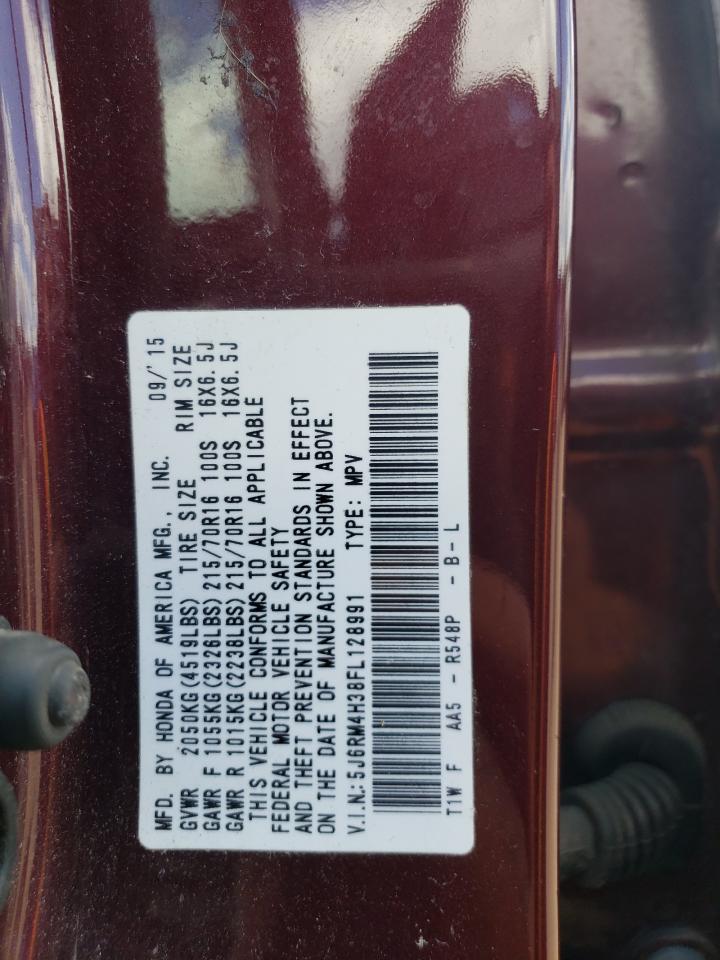 MFD. BY HONDA OF AMERICA MFG., INC. 09/'15
GVWR 2050KG(4519LBS) TIRE SIZE RIM SIZE
GAWR F 1055KG(2326LBS) 215/70R16 100S 16X6.5J
GAWR R 1015KG(2238LBS) 215/70R16 100S 16X6.5J
THIS VEHICLE CONFORMS TO ALL APPLICABLE
FEDERAL MOTOR VEHICLE SAFETY
AND THEFT PREVENTION STANDARDS IN EFFECT
ON THE DATE OF MANUFACTURE SHOWN ABOVE.
V.I.N.: 5J6RM4H38FL128991 TYPE: MPV
T1W F AA5 - R548P - B - L